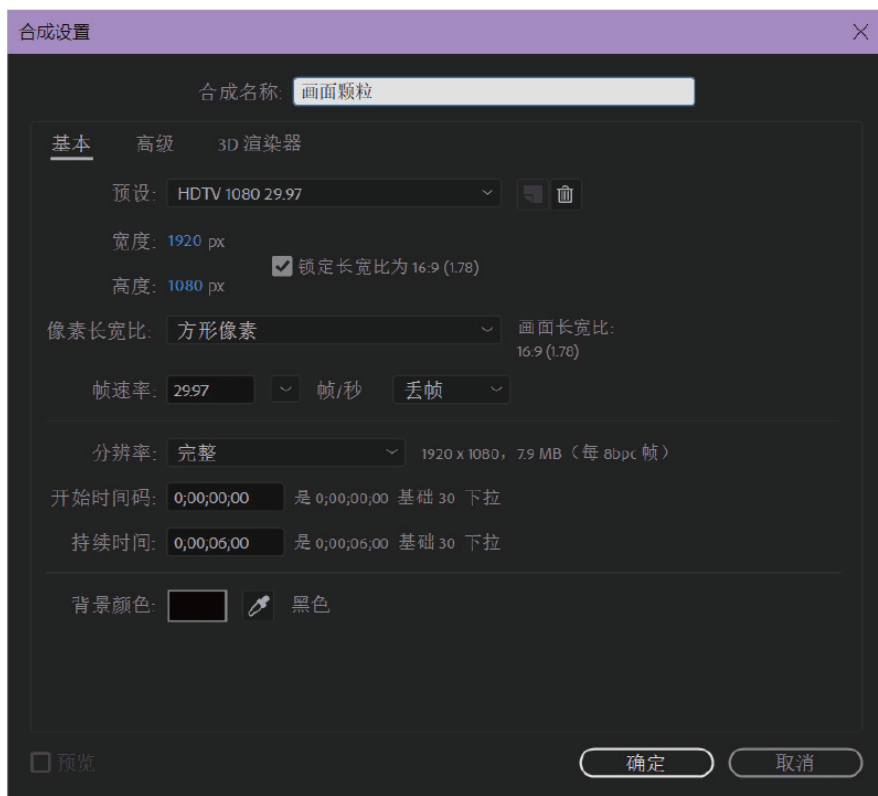 合成设置
合成名称: 画面颗粒
基本 高级 3D 渲染器
预设: HDTV 1080 29.97
宽度: 1920 px
锁定长宽比为 16:9 (1.78)
高度: 1080 px
像素长宽比: 方形像素 画面长宽比:
16:9 (1.78)
帧速率: 29.97 帧/秒 丢帧
分辨率: 完整 1920 x 1080，7.9 MB（每 8bpc 帧）
开始时间码: 0;00;00;00 是 0;00;00;00 基础 30 下拉
持续时间: 0;00;06;00 是 0;00;06;00 基础 30 下拉
背景颜色: 黑色
预览 确定 取消